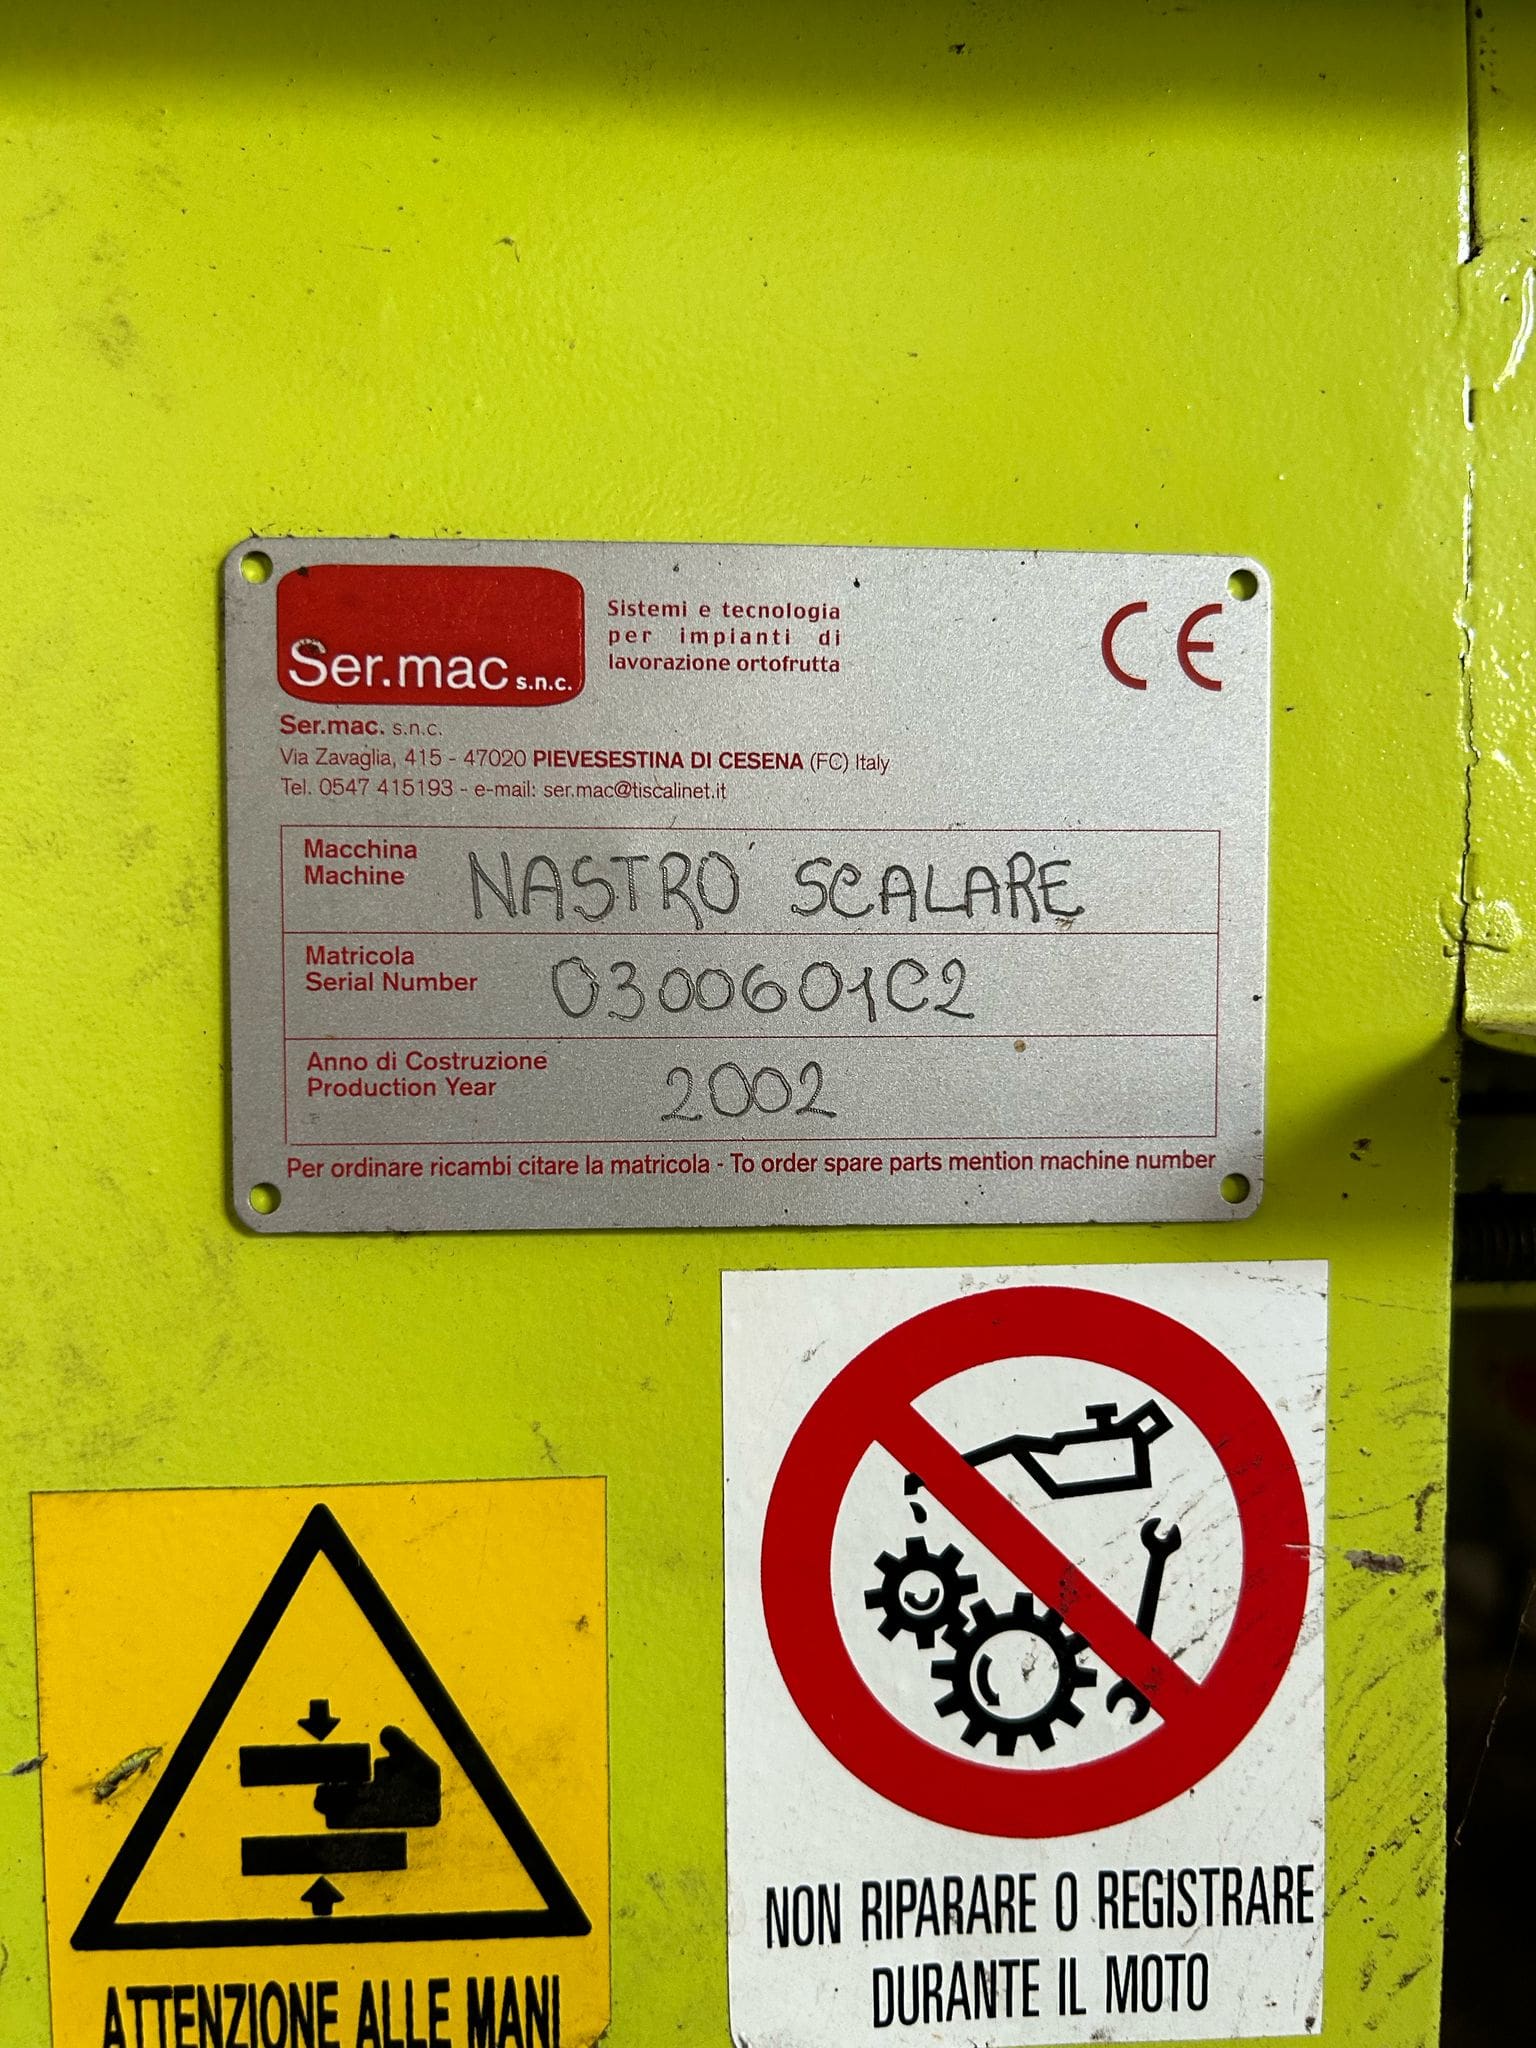 Ser.mac s.n.c.
Sistemi e tecnologia
per impianti di
lavorazione ortofrutta
CE
Ser.mac. s.n.c.
Via Zavaglia, 415 - 47020 PIEVESESTINA DI CESENA (FC) Italy
Tel. 0547 415193 - e-mail: ser.mac@tiscalinet.it
Macchina
Machine
NASTRO SCALARE
Matricola
Serial Number
0300601C2
Anno di Costruzione
Production Year
2002
Per ordinare ricambi citare la matricola - To order spare parts mention machine number
NON RIPARARE O REGISTRARE
DURANTE IL MOTO
ATTENZIONE ALLE MANI